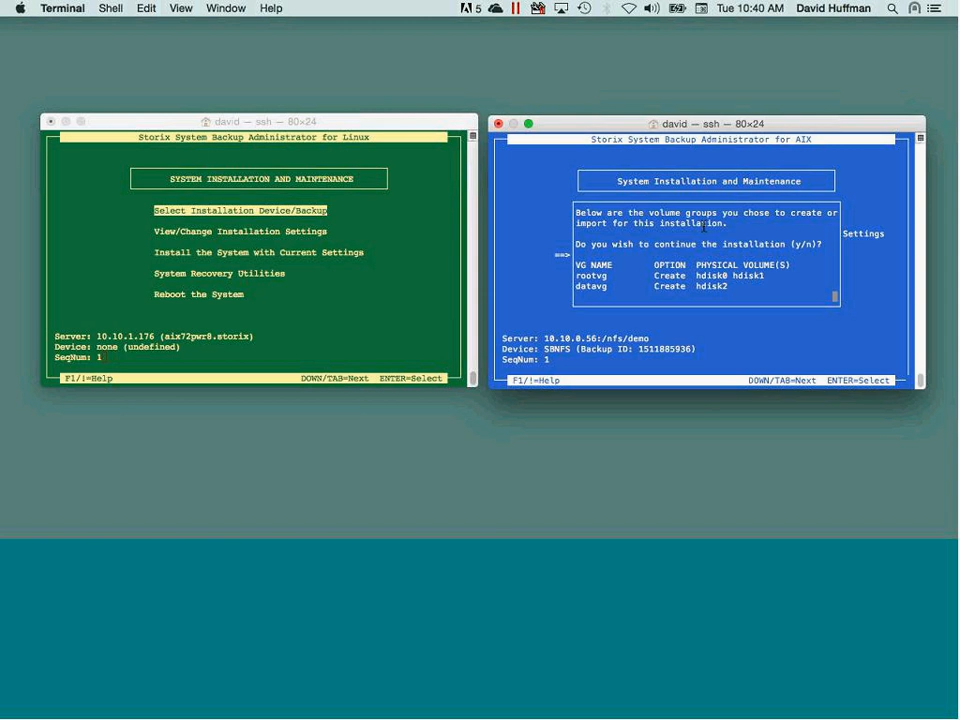 Terminal Shell Edit View Window Help 5 Tue 10:40 AM David Huffman
david — ssh — 80×24
Storix System Backup Administrator for Linux
SYSTEM INSTALLATION AND MAINTENANCE
Select Installation Device/Backup
View/Change Installation Settings
Install the System with Current Settings
System Recovery Utilities
Reboot the System
Server: 10.10.1.176 (aix72pwr8.storix)
Device: none (undefined)
SeqNum: 1
F1/!=Help DOWN/TAB=Next ENTER=Select
david — ssh — 80×24
Storix System Backup Administrator for AIX
System Installation and Maintenance
Below are the volume groups you chose to create or
import for this installation.
Settings
Do you wish to continue the installation (y/n)?
==>
VG NAME OPTION PHYSICAL VOLUME(S)
rootvg Create hdisk0 hdisk1
datavg Create hdisk2
Server: 10.10.0.56:/nfs/demo
Device: SBNFS (Backup ID: 1511885936)
SeqNum: 1
F1/!=Help DOWN/TAB=Next ENTER=Select